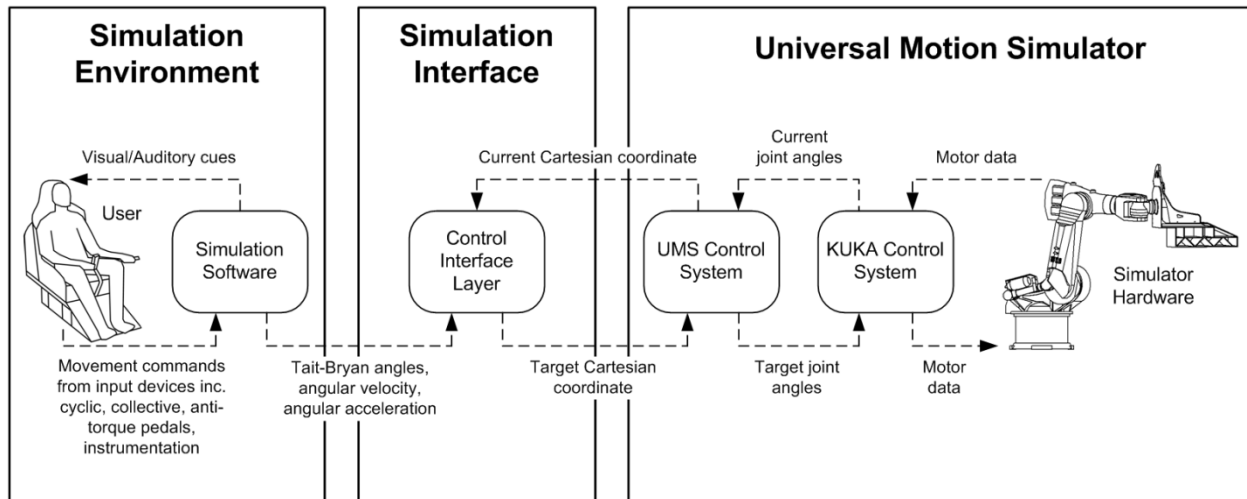 Simulation
Environment
Simulation
Interface
Universal Motion Simulator
Visual/Auditory cues
Current Cartesian coordinate
Current
joint angles
Motor data
User
Simulation
Software
Control
Interface
Layer
UMS Control
System
KUKA Control
System
Simulator
Hardware
Movement commands
from input devices inc.
cyclic, collective, anti-
torque pedals,
instrumentation
Tait-Bryan angles,
angular velocity,
angular acceleration
Target Cartesian
coordinate
Target joint
angles
Motor
data